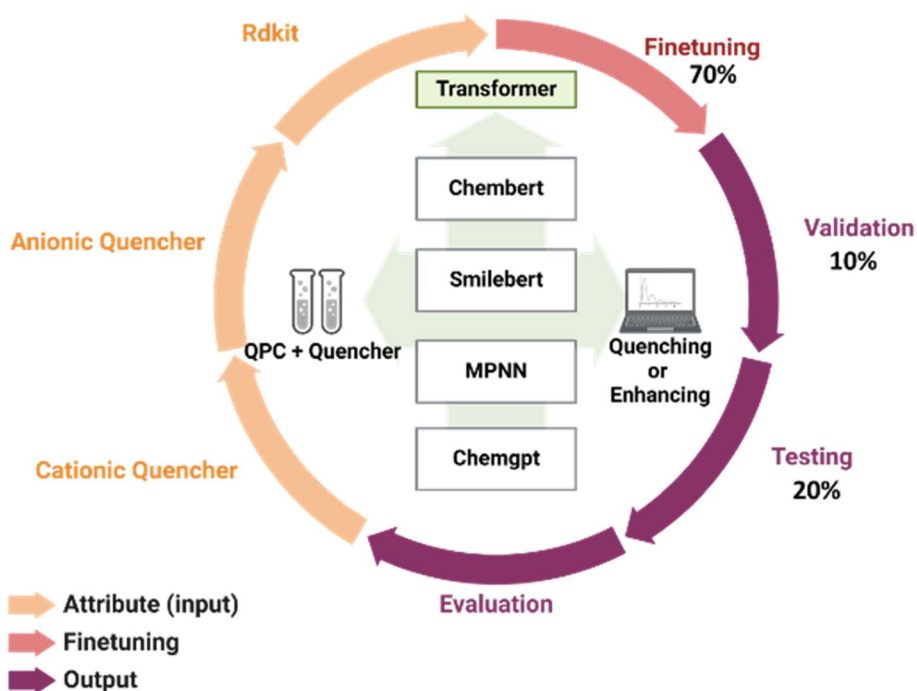 Rdkit
Finetuning
70%
Transformer
Chembert
Anionic Quencher
Validation
10%
Smilebert
QPC + Quencher
Quenching
or
Enhancing
MPNN
Cationic Quencher
Chemgpt
Testing
20%
Evaluation
Attribute (input)
Finetuning
Output